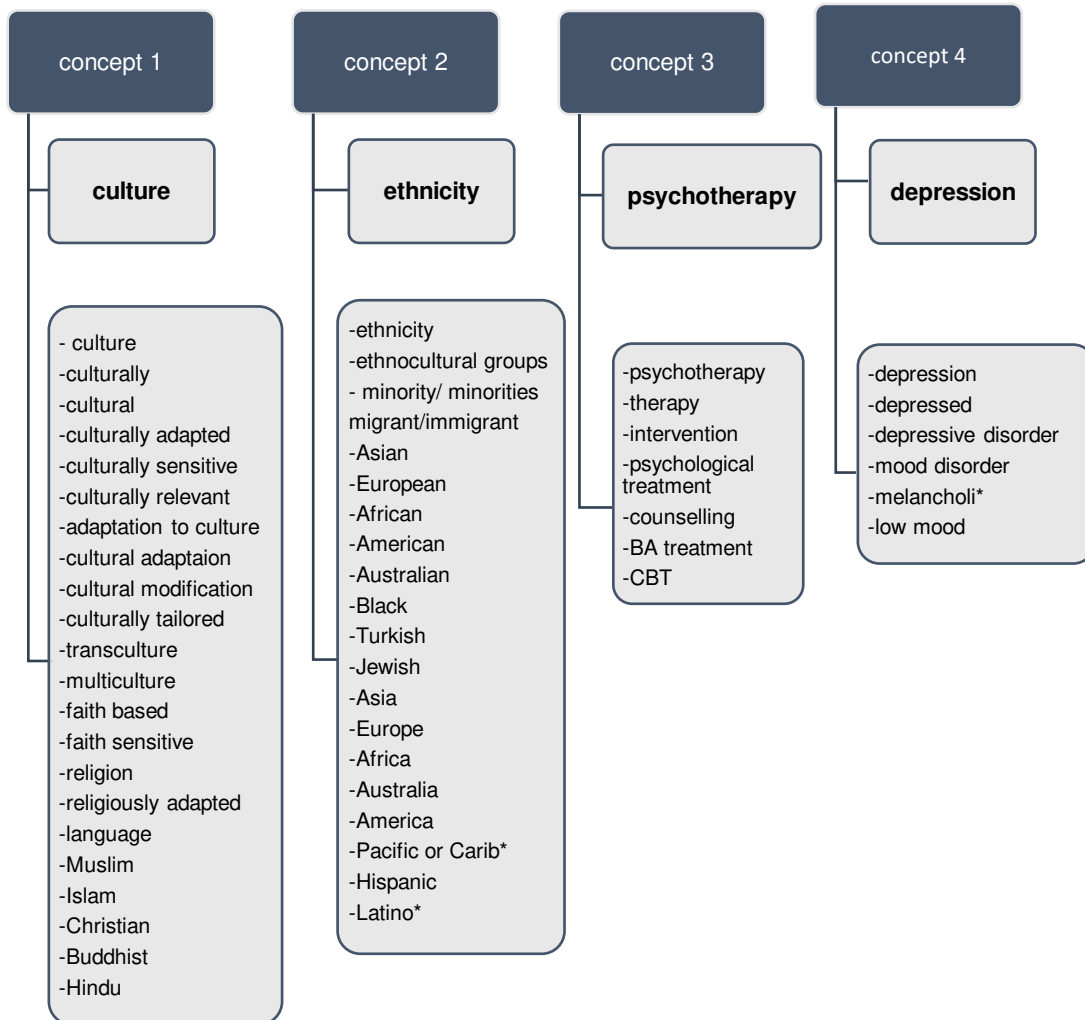 concept 1
culture
- culture
-culturally
-cultural
-culturally adapted
-culturally sensitive
-culturally relevant
-adaptation to culture
-cultural adaptaion
-cultural modification
-culturally tailored
-transculture
-multiculture
-faith based
-faith sensitive
-religion
-religiously adapted
-language
-Muslim
-Islam
-Christian
-Buddhist
-Hindu
concept 2
ethnicity
-ethnicity
-ethnocultural groups
- minority/ minorities
migrant/immigrant
-Asian
-European
-African
-American
-Australian
-Black
-Turkish
-Jewish
-Asia
-Europe
-Africa
-Australia
-America
-Pacific or Carib*
-Hispanic
-Latino*
concept 3
psychotherapy
-psychotherapy
-therapy
-intervention
-psychological
treatment
-counselling
-BA treatment
-CBT
concept 4
depression
-depression
-depressed
-depressive disorder
-mood disorder
-melancholi*
-low mood